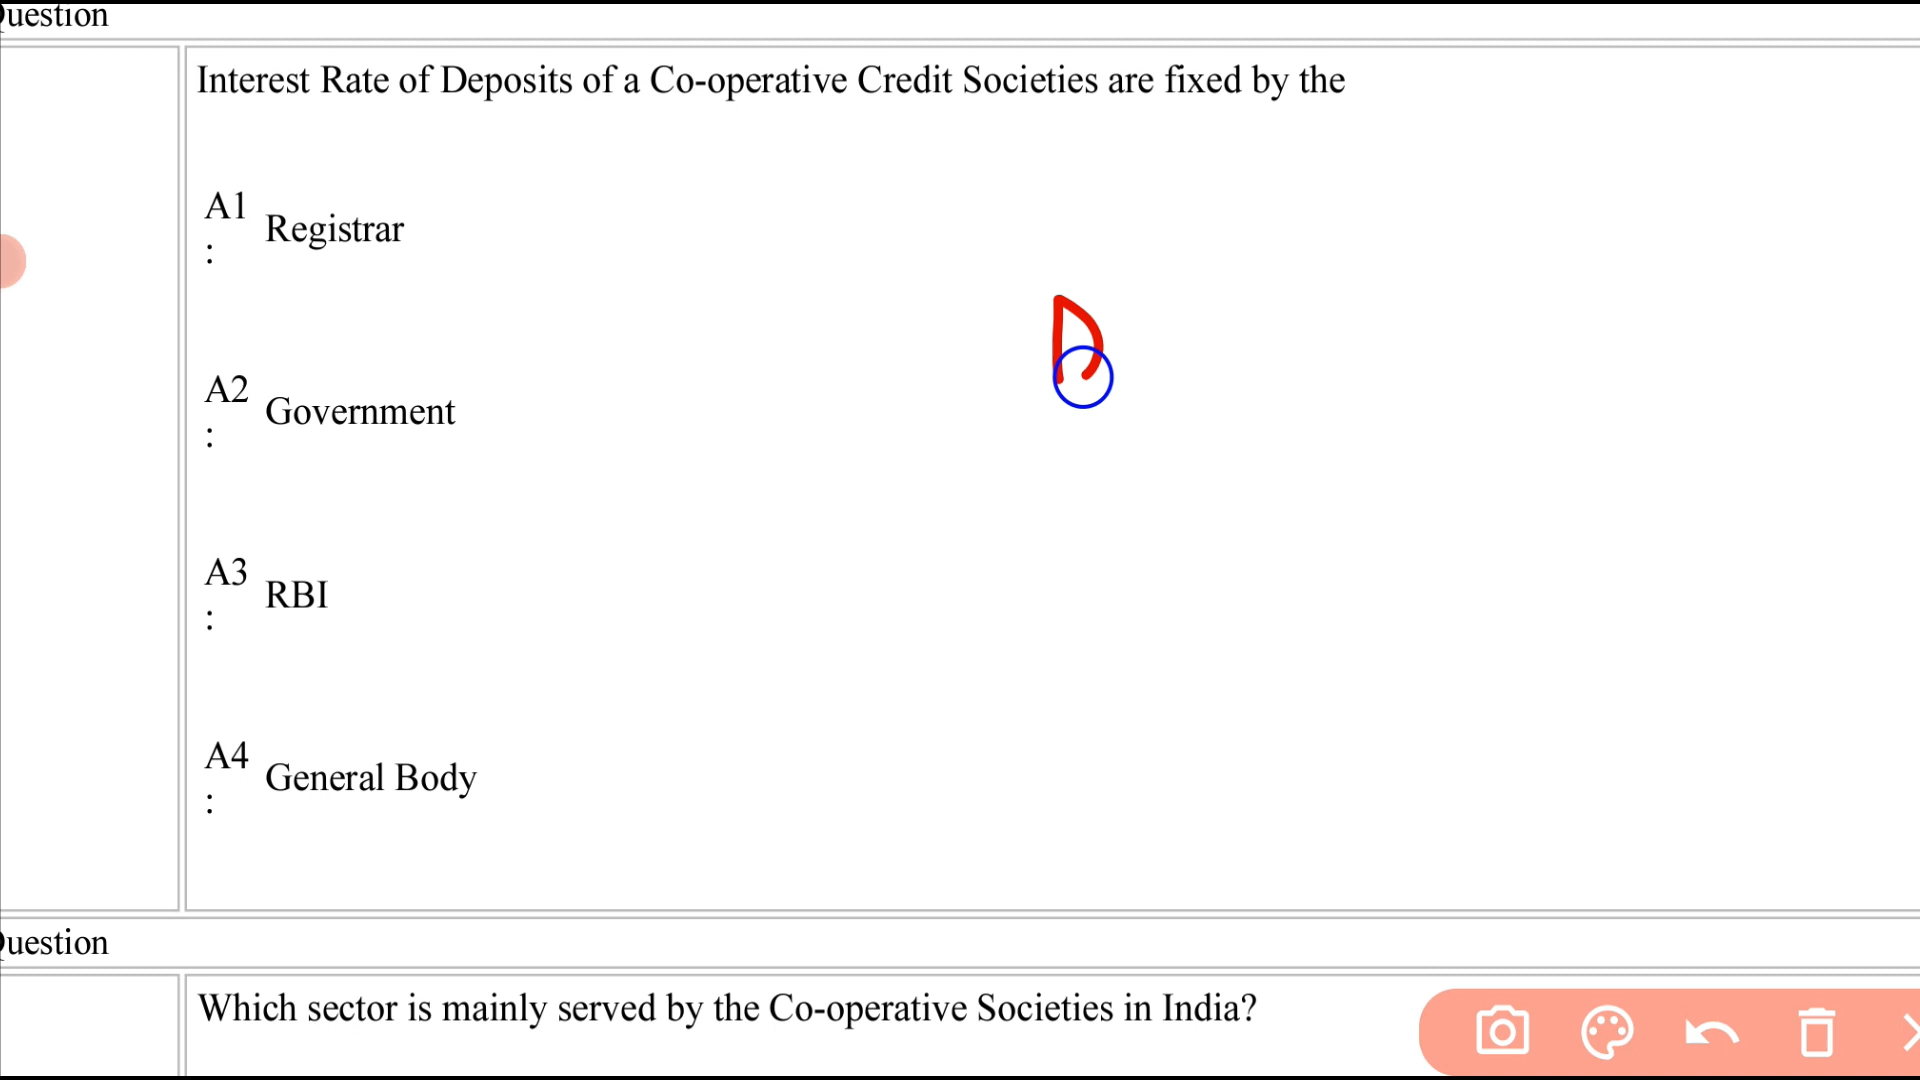 uestion
Interest Rate of Deposits of a Co-operative Credit Societies are fixed by the
A1
:
Registrar
D
A2
:
Government
A3
:
RBI
A4
:
General Body
uestion
Which sector is mainly served by the Co-operative Societies in India?